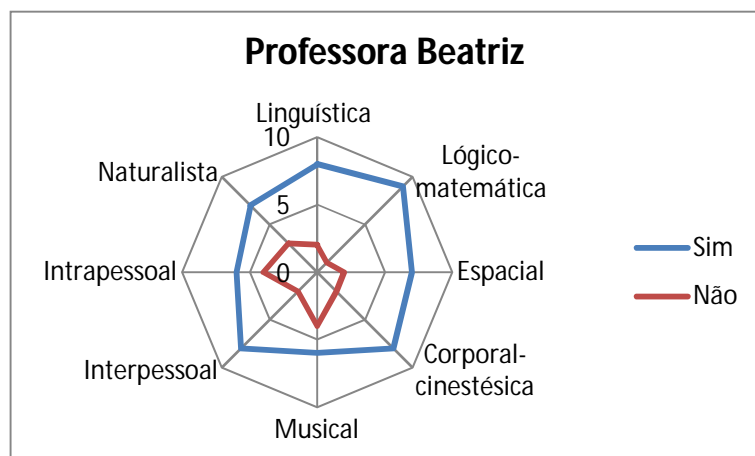 Professora Beatriz
Linguística
10
Lógico-
matemática
Naturalista
5
Intrapessoal
0
Espacial
Sim
Não
Interpessoal
Corporal-
cinestésica
Musical